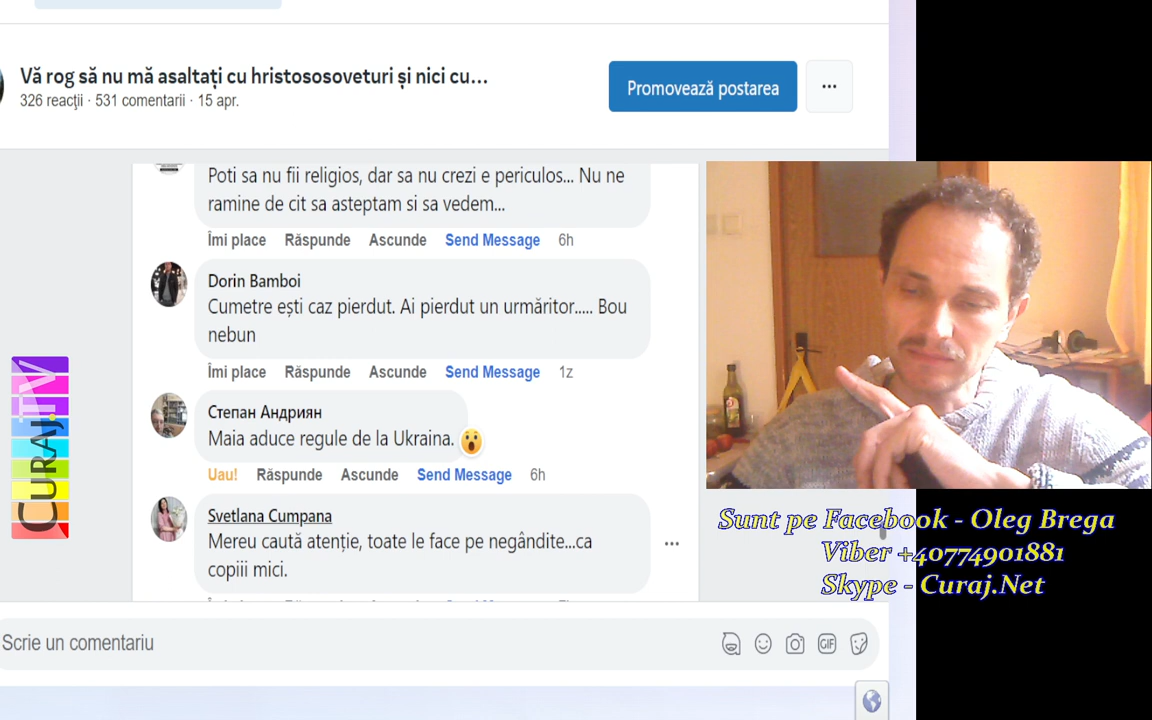 Vă rog să nu mă asaltați cu hristososoveturi și nici cu...
326 reacții · 531 comentarii · 15 apr.
Promovează postarea
Poti sa nu fii religios, dar sa nu crezi e periculos... Nu ne
ramine de cit sa asteptam si sa vedem...
Îmi place Răspunde Ascunde Send Message 6h
Dorin Bamboi
Cumetre ești caz pierdut. Ai pierdut un urmăritor..... Bou
nebun
Îmi place Răspunde Ascunde Send Message 1z
Степан Андриян
Maia aduce regule de la Ukraina.
Uau! Răspunde Ascunde Send Message 6h
Svetlana Cumpana
Mereu caută atenție, toate le face pe negândite...ca
copiii mici.
Scrie un comentariu
GIF
CURAJ.TV
Sunt pe Facebook - Oleg Brega
Viber +40774901881
Skype - Curaj.Net